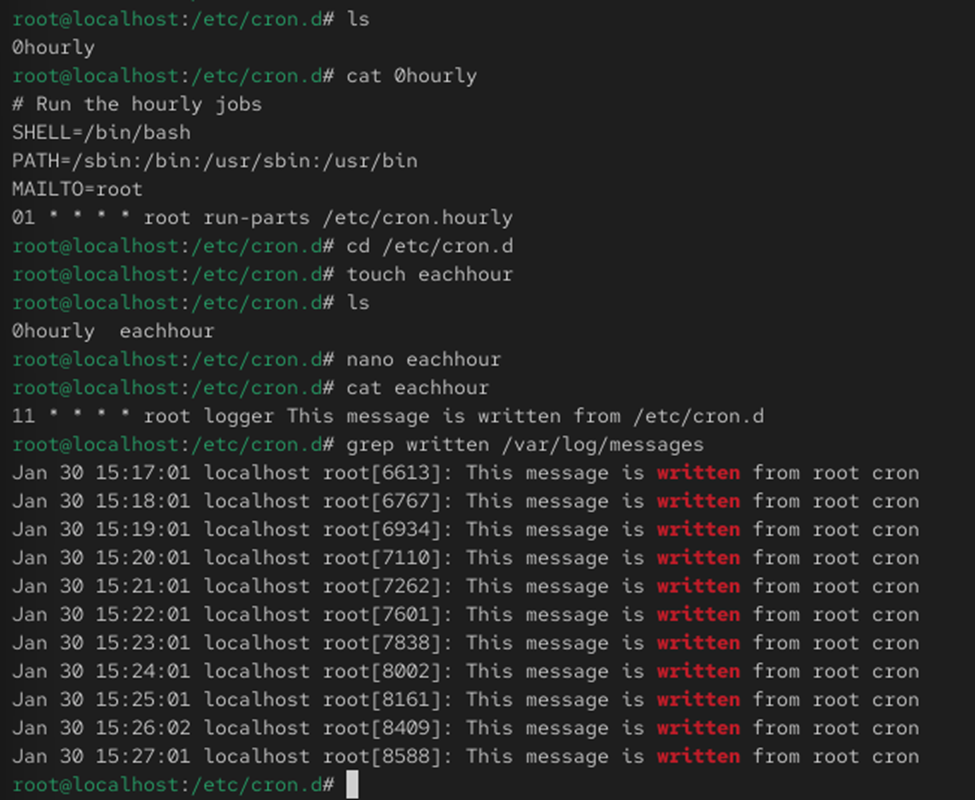 root@localhost:/etc/cron.d# ls
0hourly
root@localhost:/etc/cron.d# cat 0hourly
# Run the hourly jobs
SHELL=/bin/bash
PATH=/sbin:/bin:/usr/sbin:/usr/bin
MAILTO=root
01 * * * * root run-parts /etc/cron.hourly
root@localhost:/etc/cron.d# cd /etc/cron.d
root@localhost:/etc/cron.d# touch eachhour
root@localhost:/etc/cron.d# ls
0hourly  eachhour
root@localhost:/etc/cron.d# nano eachhour
root@localhost:/etc/cron.d# cat eachhour
11 * * * * root logger This message is written from /etc/cron.d
root@localhost:/etc/cron.d# grep written /var/log/messages
Jan 30 15:17:01 localhost root[6613]: This message is written from root cron
Jan 30 15:18:01 localhost root[6767]: This message is written from root cron
Jan 30 15:19:01 localhost root[6934]: This message is written from root cron
Jan 30 15:20:01 localhost root[7110]: This message is written from root cron
Jan 30 15:21:01 localhost root[7262]: This message is written from root cron
Jan 30 15:22:01 localhost root[7601]: This message is written from root cron
Jan 30 15:23:01 localhost root[7838]: This message is written from root cron
Jan 30 15:24:01 localhost root[8002]: This message is written from root cron
Jan 30 15:25:01 localhost root[8161]: This message is written from root cron
Jan 30 15:26:02 localhost root[8409]: This message is written from root cron
Jan 30 15:27:01 localhost root[8588]: This message is written from root cron
root@localhost:/etc/cron.d#